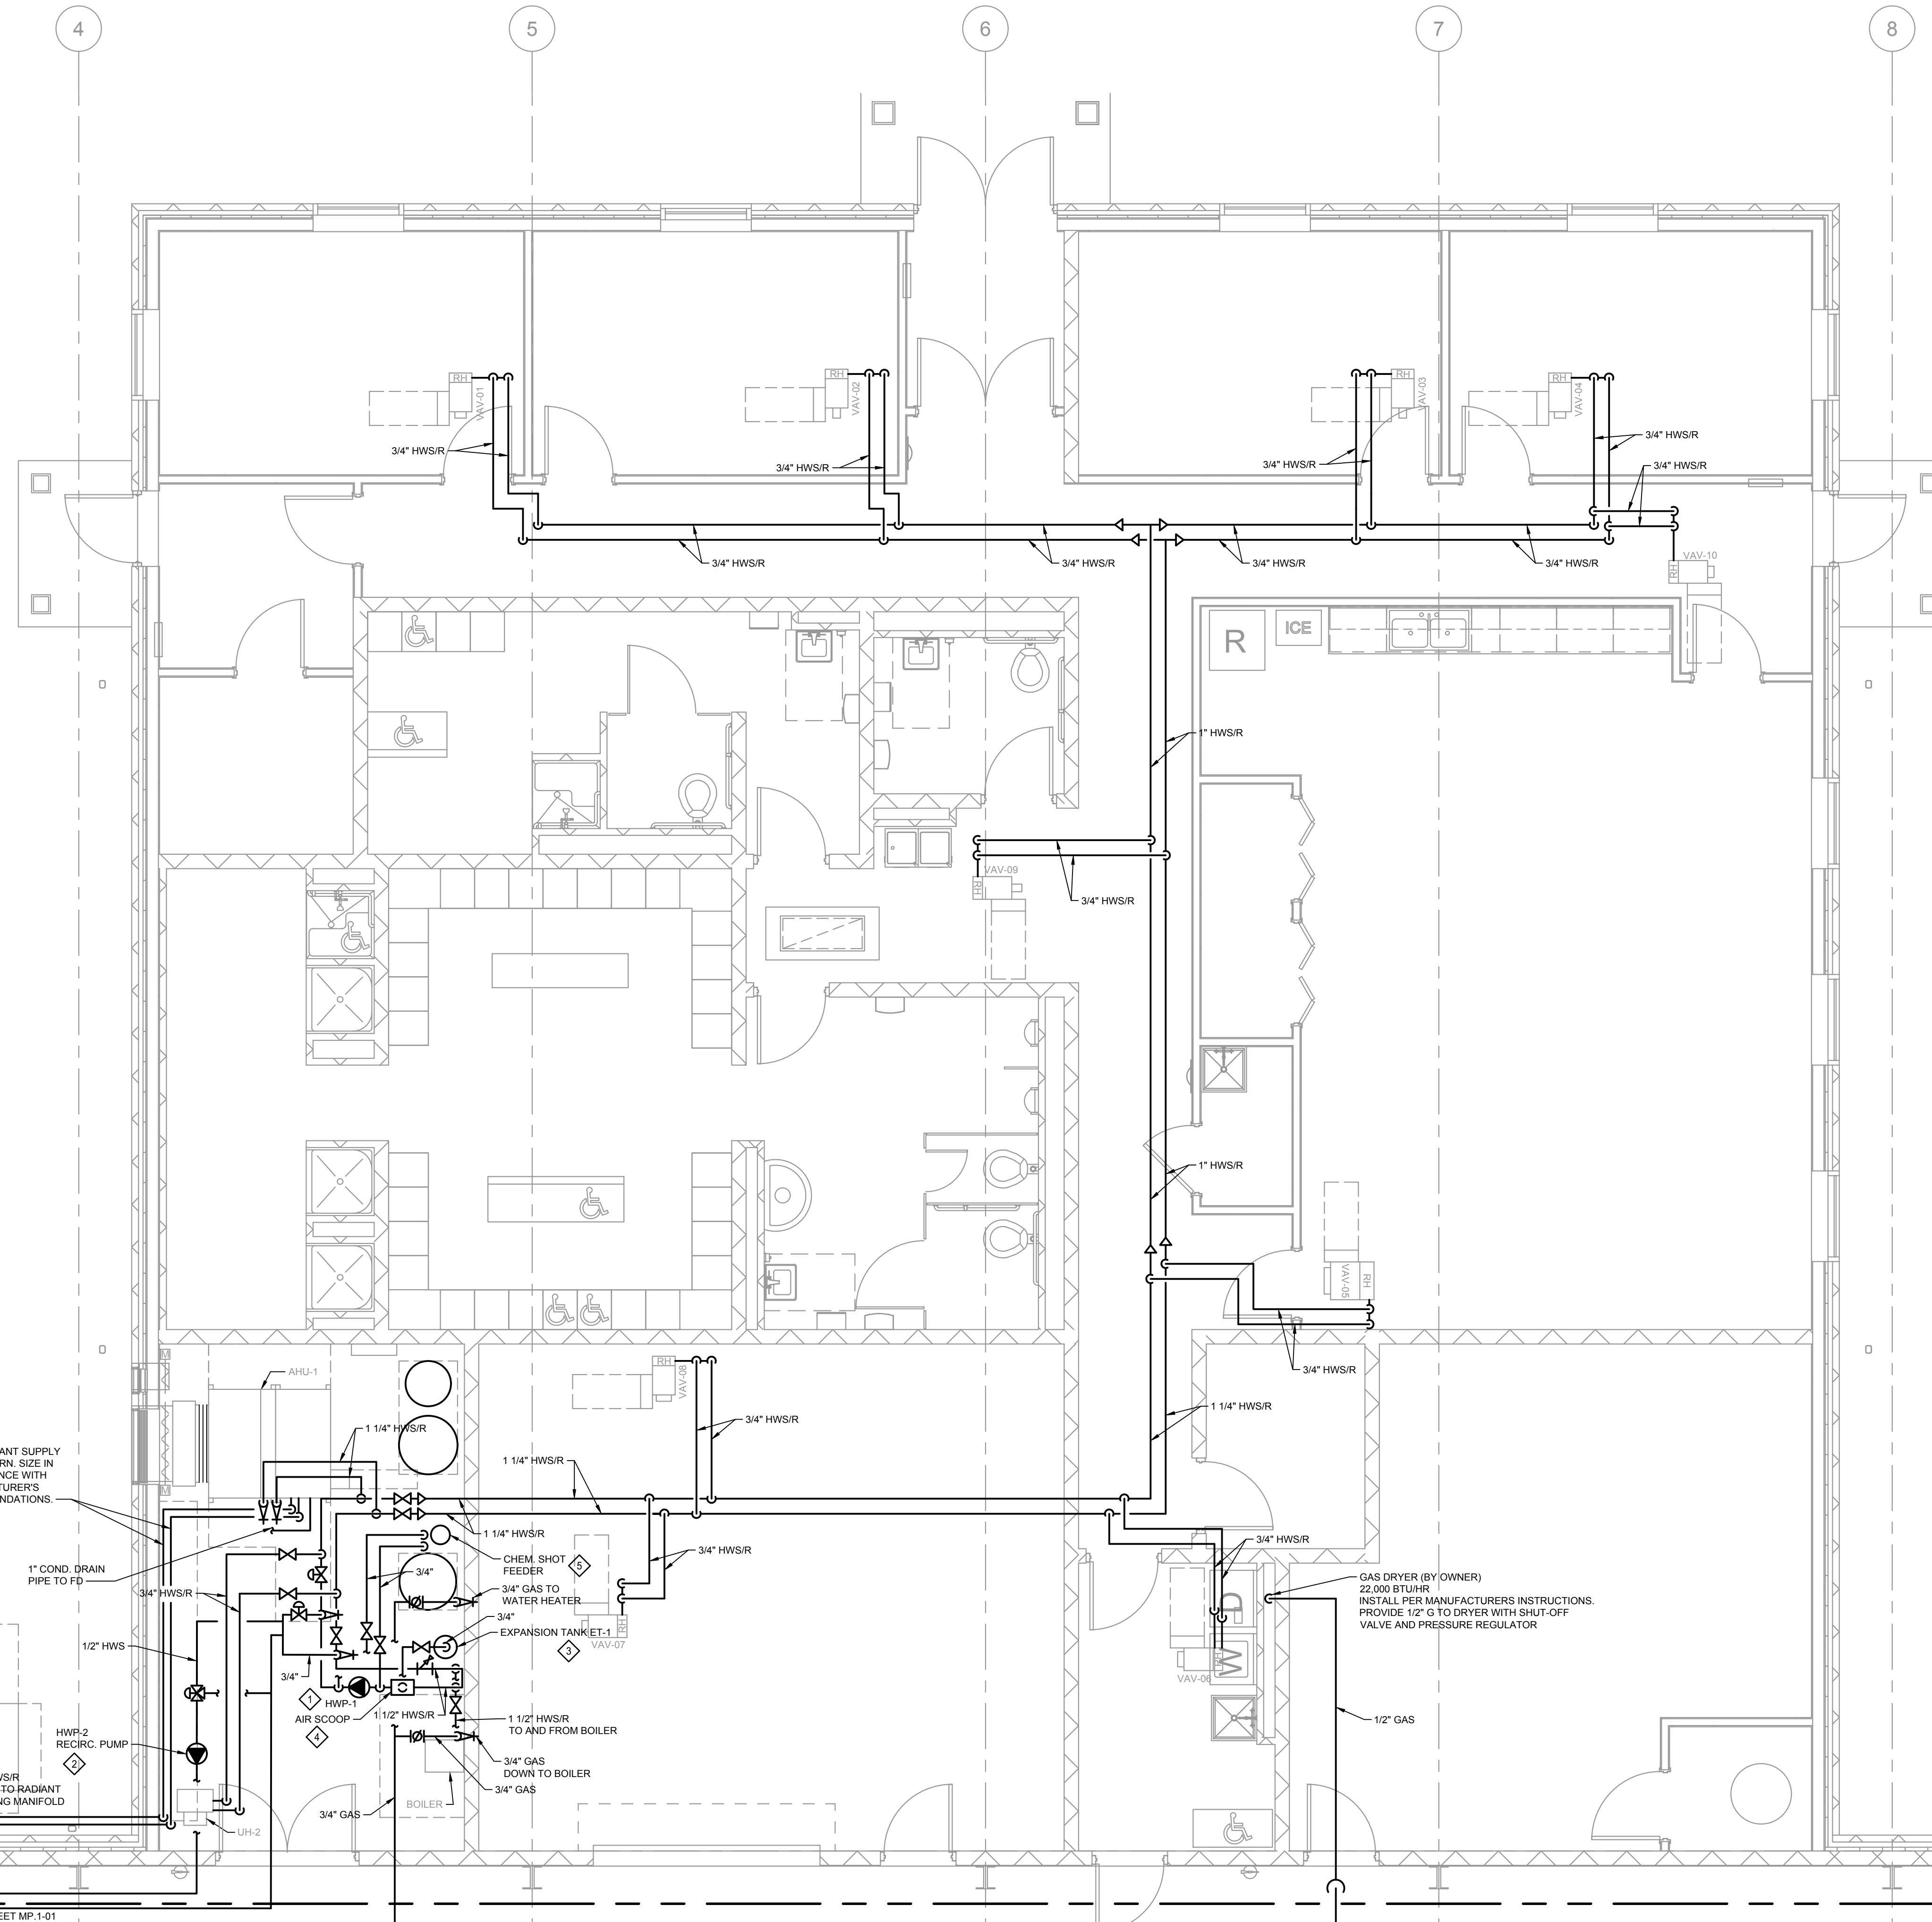 4
5
6
7
8
RH
VAV-01
RH
VAV-02
RH
VAV-03
RH
VAV-04
3/4" HWS/R
3/4" HWS/R
3/4" HWS/R
3/4" HWS/R
3/4" HWS/R
3/4" HWS/R
3/4" HWS/R
3/4" HWS/R
3/4" HWS/R
VAV-10
RH
R
ICE
1" HWS/R
VAV-09
RH
3/4" HWS/R
1" HWS/R
VAV-05
RH
3/4" HWS/R
M
AHU-1
RH
VAV-08
3/4" HWS/R
1 1/4" HWS/R
1 1/4" HWS/R
1 1/4" HWS/R
M
ANT SUPPLY
RN. SIZE IN
NCE WITH
TURER'S
NDATIONS.
1 1/4" HWS/R
3/4" HWS/R
3/4" HWS/R
CHEM. SHOT
FEEDER
5
1" COND. DRAIN
PIPE TO FD
3/4"
3/4" HWS/R
3/4" GAS TO
WATER HEATER
3/4"
EXPANSION TANK ET-1
3
RH
VAV-07
GAS DRYER (BY OWNER)
22,000 BTU/HR
INSTALL PER MANUFACTURERS INSTRUCTIONS.
PROVIDE 1/2" G TO DRYER WITH SHUT-OFF
VALVE AND PRESSURE REGULATOR
D
W
RH
VAV-06
1/2" HWS
3/4"
1
HWP-1
AIR SCOOP
4
1 1/2" HWS/R
1 1/2" HWS/R
TO AND FROM BOILER
1/2" GAS
HWP-2
RECIRC. PUMP
2
3/4" GAS
DOWN TO BOILER
3/4" GAS
WS/R
TO RADIANT
NG MANIFOLD
3/4" GAS
BOILER
UH-2
EET MP.1-01